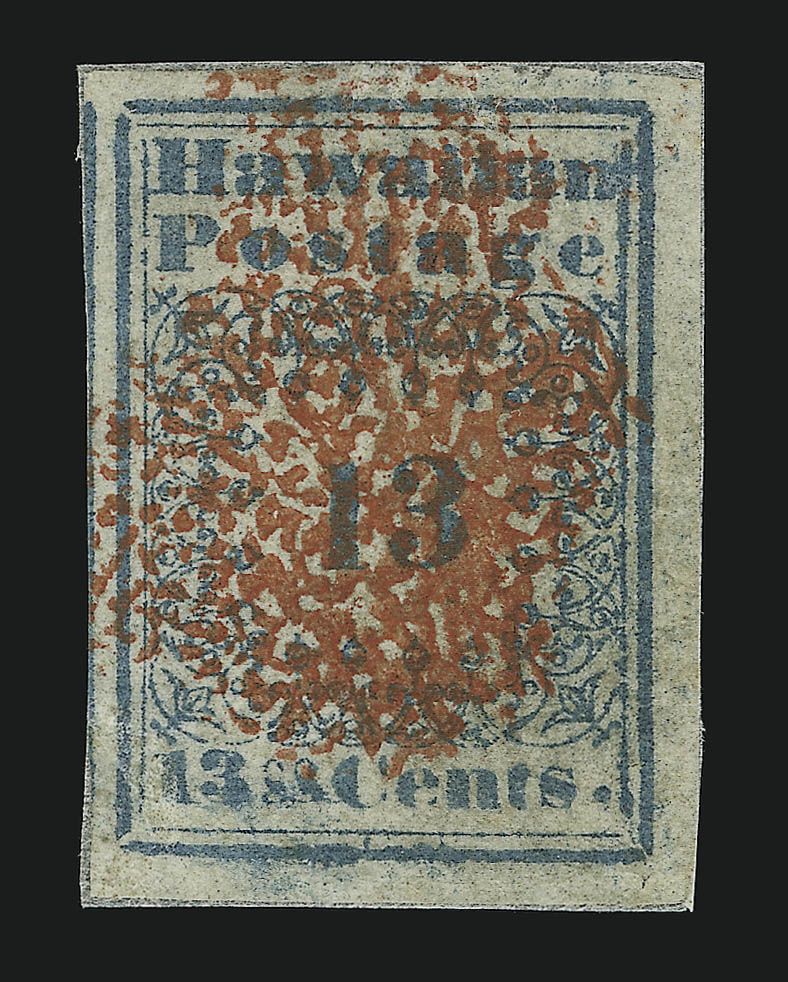 Hawaiian
Postage
13
13 & Cents.